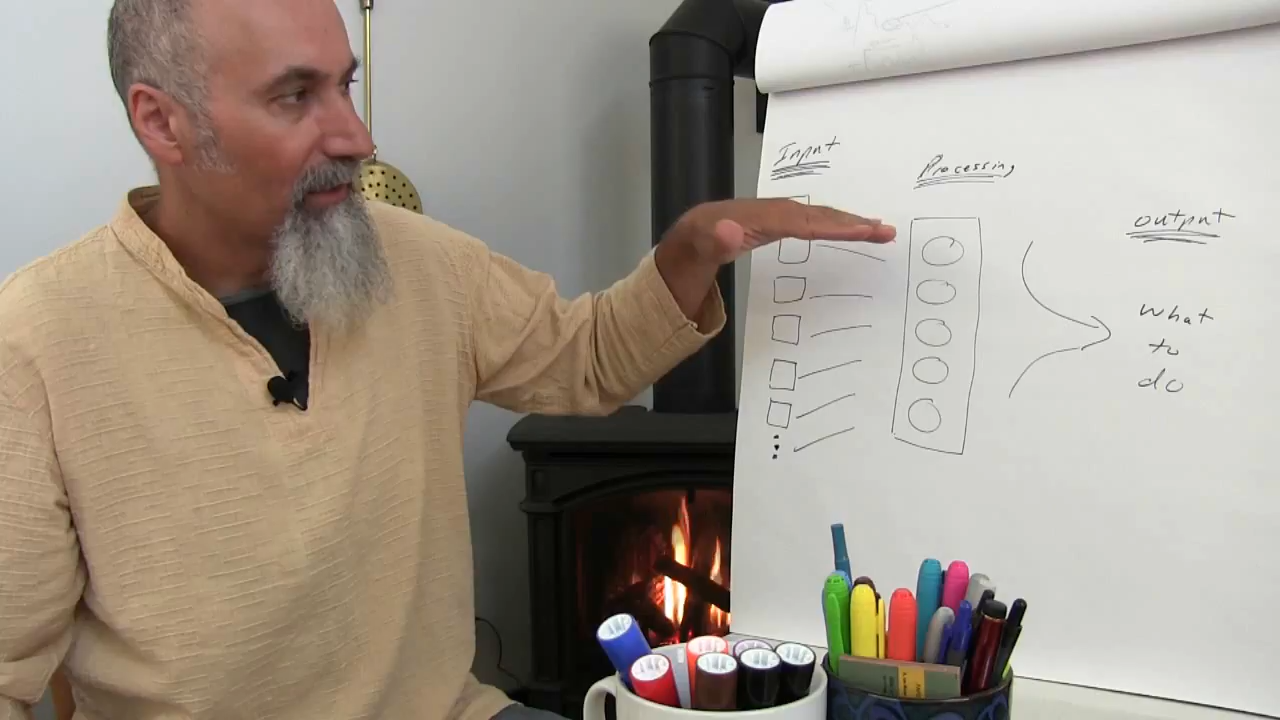 Input
Processing
output
what
to
do